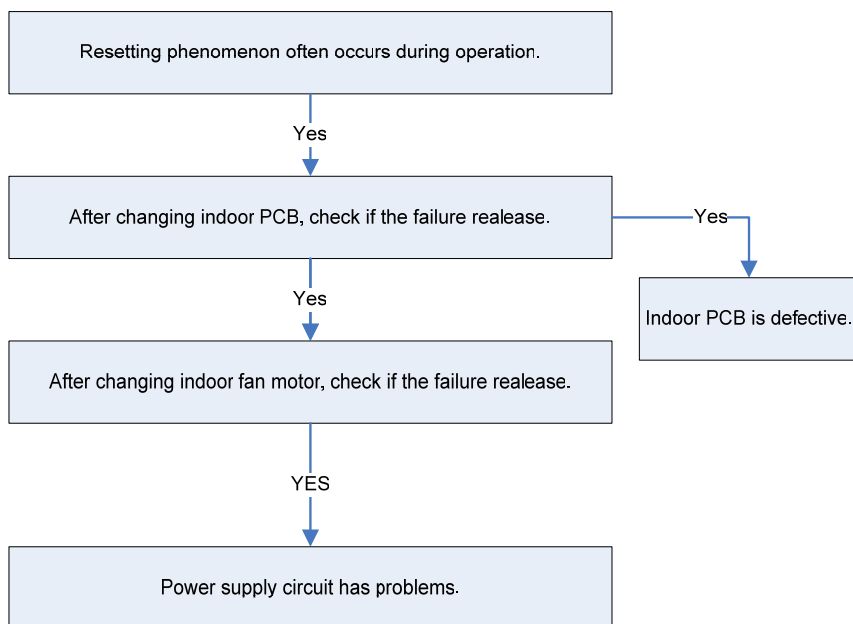 Resetting phenomenon often occurs during operation.
Yes
After changing indoor PCB, check if the failure realease.
Yes
Indoor PCB is defective.
Yes
After changing indoor fan motor, check if the failure realease.
YES
Power supply circuit has problems.